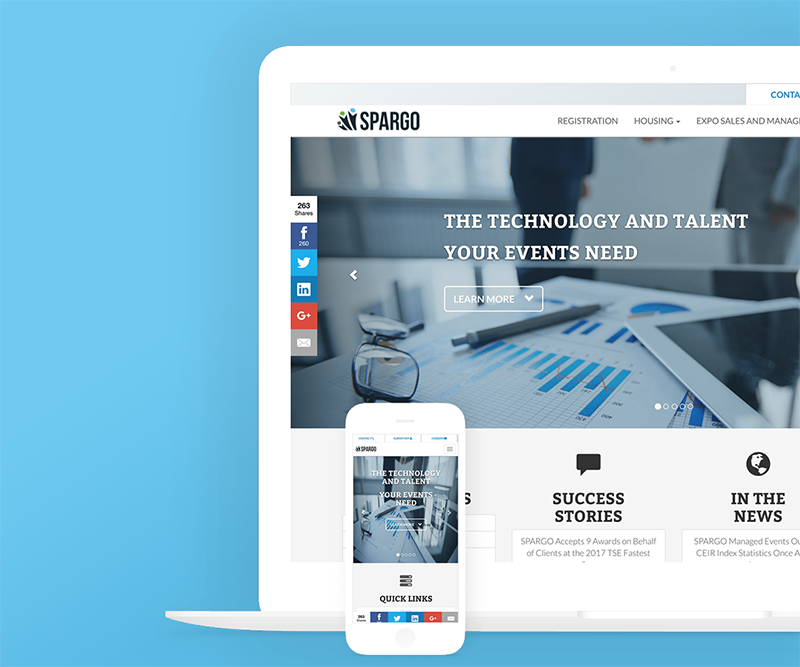 CONTA
SPARGO
REGISTRATION HOUSING EXPO SALES AND MANAG
263
Shares
f
260
in
G+
THE TECHNOLOGY AND TALENT
YOUR EVENTS NEED
LEARN MORE
S
SUCCESS
STORIES
SPARGO Accepts 9 Awards on Behalf
of Clients at the 2017 TSE Fastest
IN THE
NEWS
SPARGO Managed Events Ou
CEIR Index Statistics Once A
SPARGO
THE TECHNOLOGY
AND TALENT
YOUR EVENTS
NEED
QUICK LINKS
263
Shares
f
in
G+